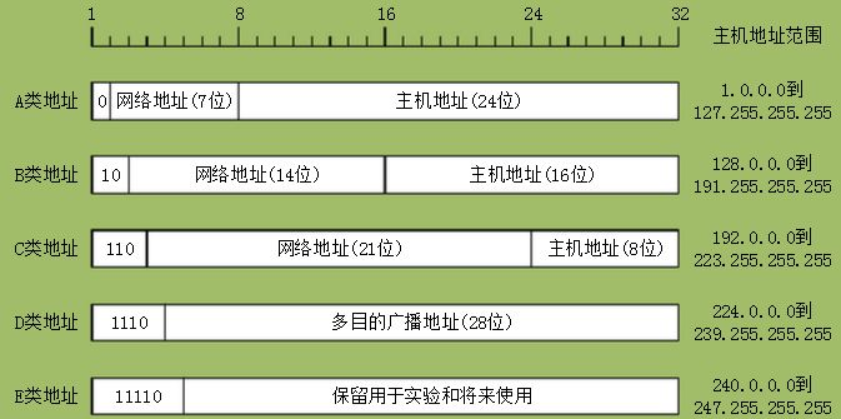 1 8 16 24 32
主机地址范围
A类地址 0 网络地址(7位) 主机地址(24位) 1.0.0.0到
127.255.255.255
B类地址 10 网络地址(14位) 主机地址(16位) 128.0.0.0到
191.255.255.255
C类地址 110 网络地址(21位) 主机地址(8位) 192.0.0.0到
223.255.255.255
D类地址 1110 多目的广播地址(28位) 224.0.0.0到
239.255.255.255
E类地址 11110 保留用于实验和将来使用 240.0.0.0到
247.255.255.255